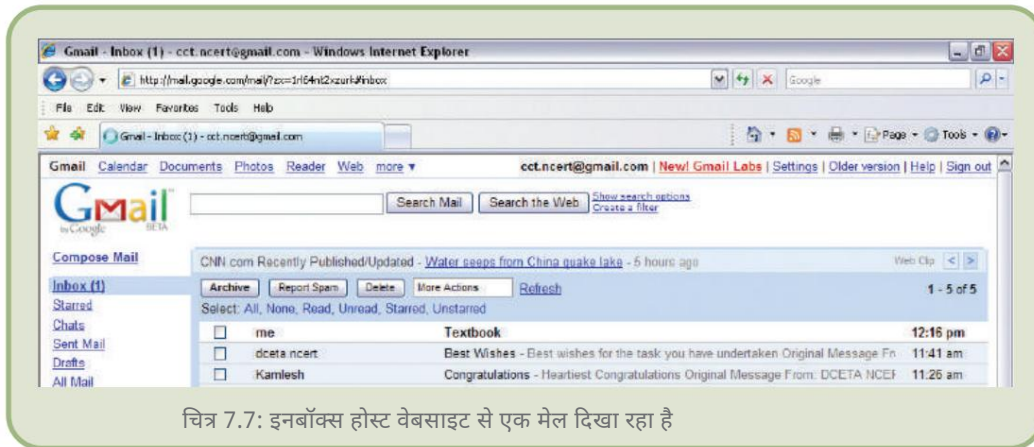 Gmail - Inbox (1) - cct.ncert@gmail.com - Windows Internet Explorer
http://mail.google.com/mail/?zx=1rl64nt2xzurk#inbox Google
File Edit View Favorites Tools Help
Gmail - Inbox (1) - cct.ncert@gmail.com Page Tools
Gmail Calendar Documents Photos Reader Web more ▼ cct.ncert@gmail.com | New! Gmail Labs | Settings | Older version | Help | Sign out
Gmail by Google BETA Search Mail Search the Web Show search options
Create a filter
Compose Mail CNN.com Recently Published/Updated - Water seeps from China quake lake - 5 hours ago Web Clip < >
Inbox (1) Archive Report Spam Delete More Actions Refresh 1 - 5 of 5
Starred Select: All, None, Read, Unread, Starred, Unstarred
Chats me Textbook 12:16 pm
Sent Mail
Drafts dceta ncert Best Wishes - Best wishes for the task you have undertaken Original Message Fr 11:41 am
All Mail Kamlesh Congratulations - Heartiest Congratulations Original Message From: DCETA NCEF 11:26 am
चित्र 7.7: इनबॉक्स होस्ट वेबसाइट से एक मेल दिखा रहा है